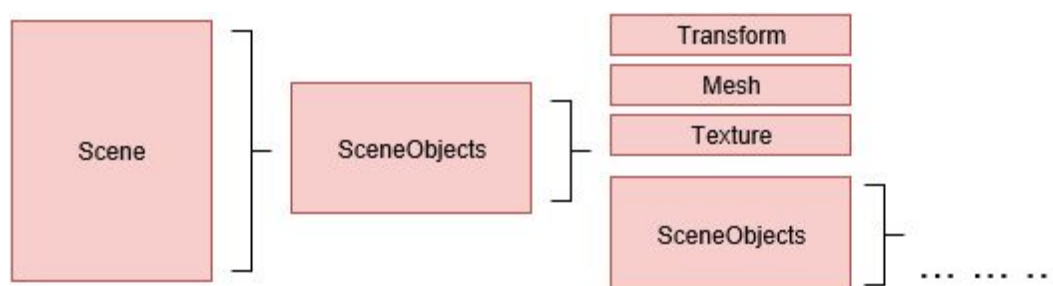 Scene
SceneObjects
Transform
Mesh
Texture
SceneObjects
... ... ..